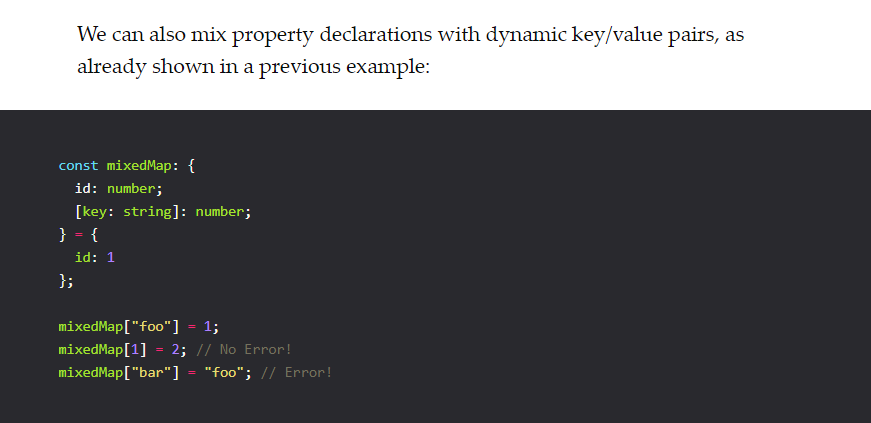 We can also mix property declarations with dynamic key/value pairs, as
already shown in a previous example:
const mixedMap: {
  id: number;
  [key: string]: number;
} = {
  id: 1
};
mixedMap["foo"] = 1;
mixedMap[1] = 2; // No Error!
mixedMap["bar"] = "foo"; // Error!